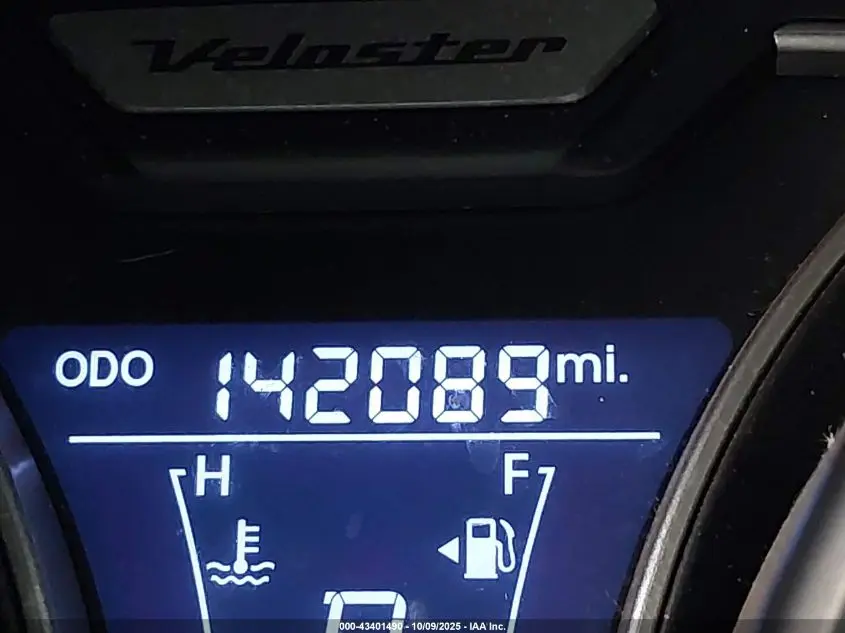 Veloster
ODO 142089 mi.
H F
000-43401490 - 10/09/2025 - IAA Inc.